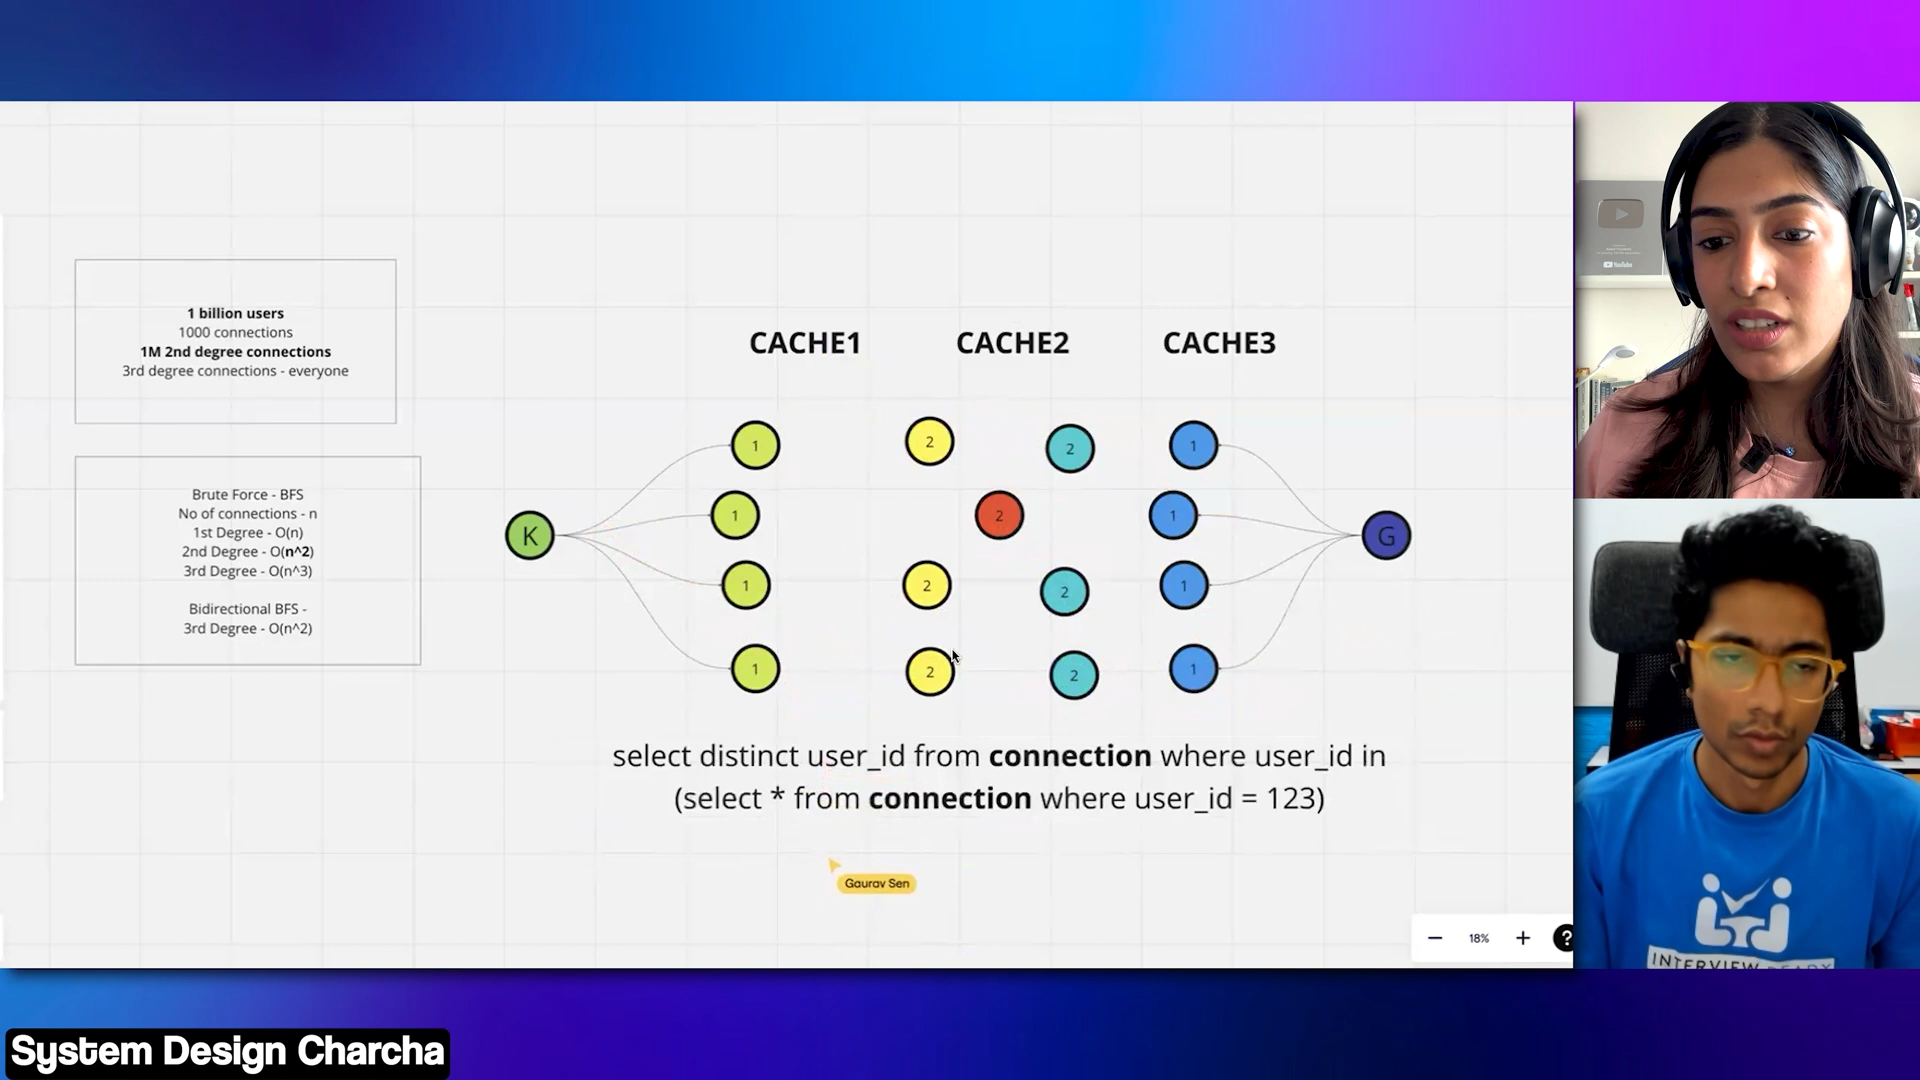 1 billion users
1000 connections
1M 2nd degree connections
3rd degree connections - everyone
Brute Force - BFS
No of connections - n
1st Degree - O(n)
2nd Degree - O(n^2)
3rd Degree - O(n^3)
Bidirectional BFS -
3rd Degree - O(n^2)
CACHE1 CACHE2 CACHE3
1 2 2 1
1 2 1
K G
1 2 2 1
1 2 2 1
select distinct user_id from connection where user_id in
(select * from connection where user_id = 123)
Gaurav Sen
− 18% + ?
YouTube
INTERVIEW READY
System Design Charcha